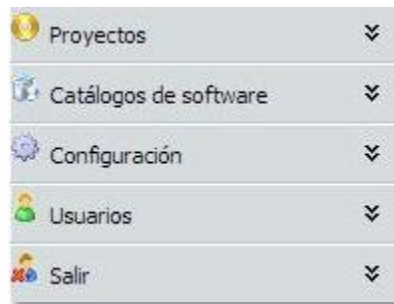 Proyectos
Catálogos de software
Configuración
Usuarios
Salir